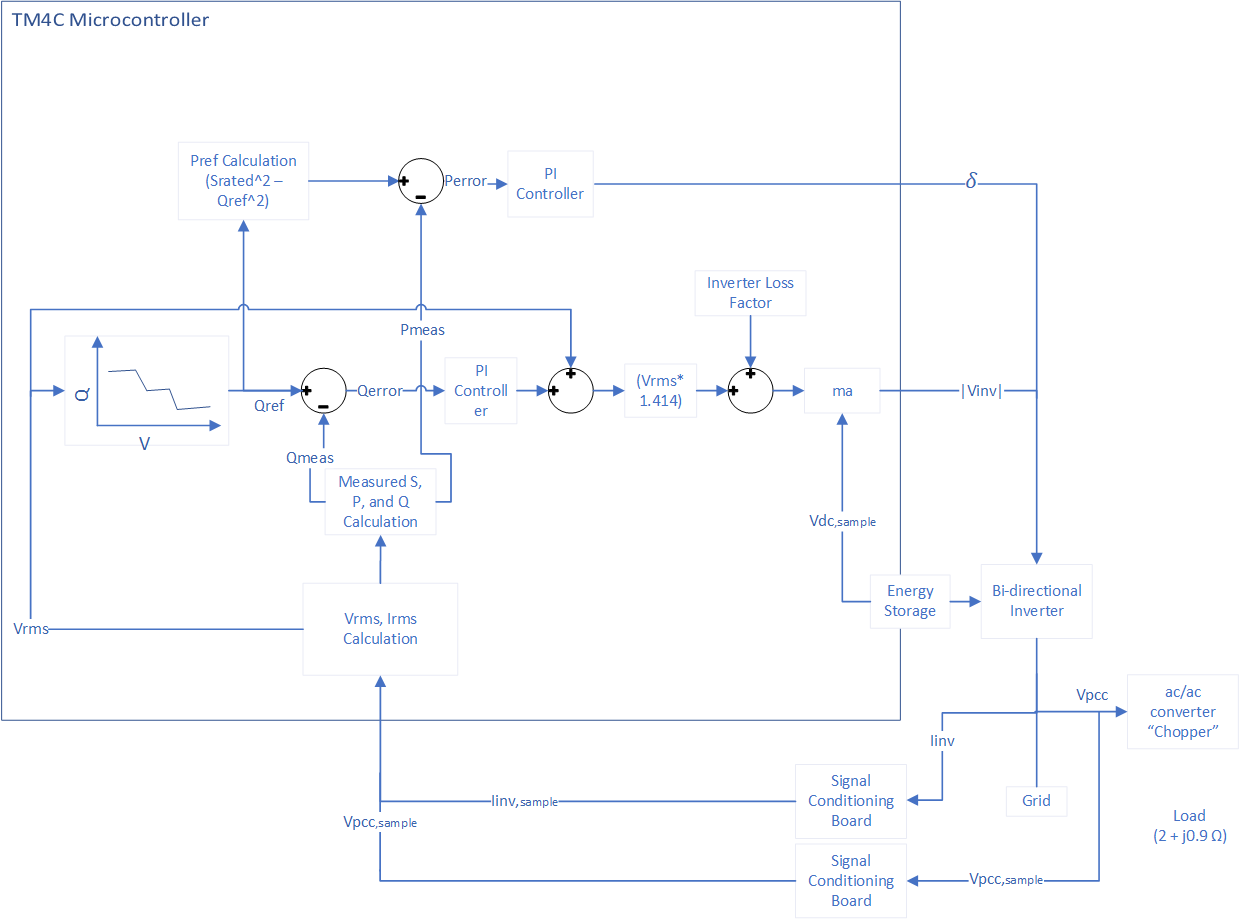 TM4C Microcontroller
Pref Calculation
(Srated^2 –
Qref^2)
Perror
PI
Controller
δ
Inverter Loss
Factor
Pmeas
Q
V
Qref
Qerror
PI
Controll
er
(Vrms*
1.414)
ma
|Vinv|
Qmeas
Measured S,
P, and Q
Calculation
Vdc,sample
Energy
Storage
Bi-directional
Inverter
Vrms, Irms
Calculation
Vrms
Vpcc
ac/ac
converter
“Chopper”
Iinv
Signal
Conditioning
Board
Grid
Iinv,sample
Vpcc,sample
Load
(2 + j0.9 Ω)
Signal
Conditioning
Board
Vpcc,sample